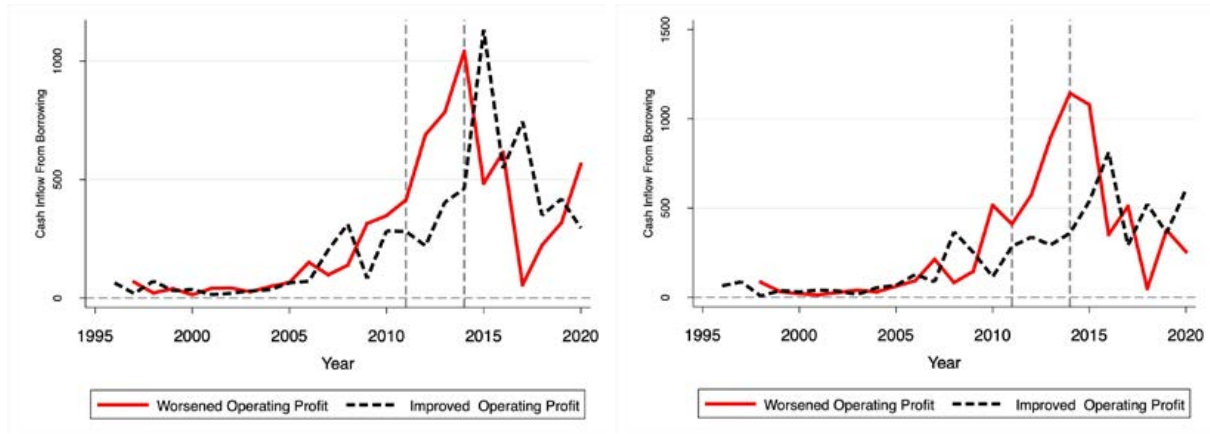 Cash Inflow From Borrowing
1000
500
0
1995 2000 2005 2010 2015 2020
Year
Worsened Operating Profit Improved Operating Profit
Cash Inflow From Borrowing
1500
1000
500
0
1995 2000 2005 2010 2015 2020
Year
Worsened Operating Profit Improved Operating Profit